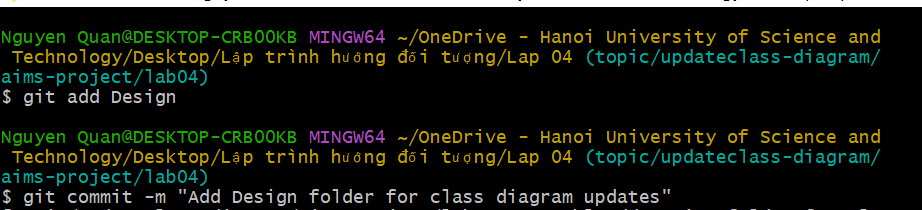 Nguyen Quan@DESKTOP-CRB00KB MINGW64 ~/OneDrive - Hanoi University of Science and
Technology/Desktop/Lập trình hướng đối tượng/Lap 04 (topic/updateclass-diagram/
aims-project/lab04)
$ git add Design
Nguyen Quan@DESKTOP-CRB00KB MINGW64 ~/OneDrive - Hanoi University of Science and
Technology/Desktop/Lập trình hướng đối tượng/Lap 04 (topic/updateclass-diagram/
aims-project/lab04)
$ git commit -m "Add Design folder for class diagram updates"